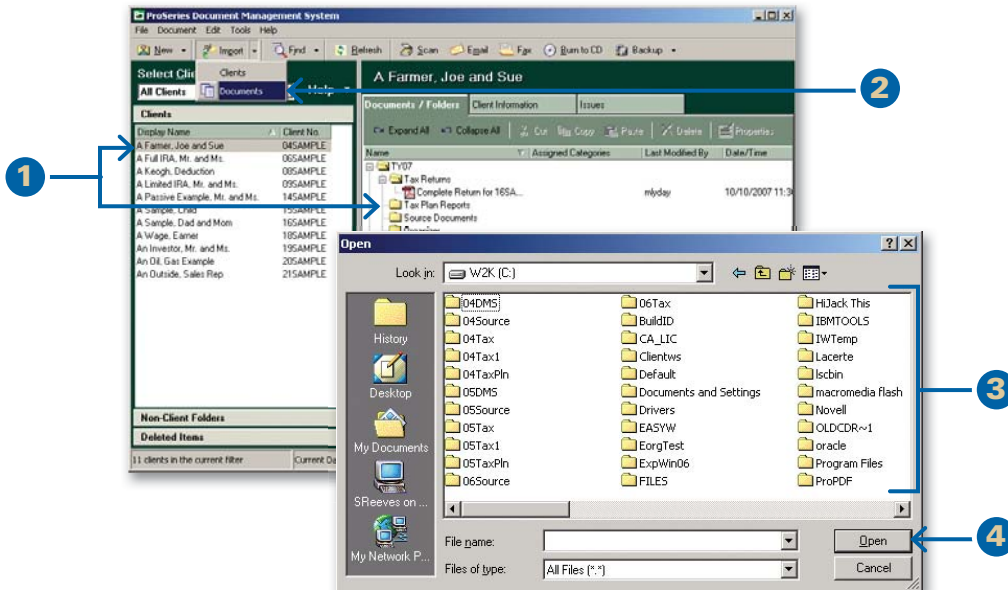 ProSeries Document Management System
File Document Edit Tools Help
New Import Find Refresh Scan Email Fax Burn to CD Backup
Select Clie
Clients
All Clients
Documents
Help
2
A Farmer, Joe and Sue
Documents / Folders Client Information Issues
Clients
Expand All Collapse All Cut Copy Paste Delete Properties
Display Name Client No.
Name Assigned Categories Last Modified By Date/Time
1
A Farmer, Joe and Sue 04SAMPLE
A Full IRA, Mr. and Ms. 06SAMPLE
A Keogh, Deduction 08SAMPLE
A Limited IRA, Mr. and Ms. 09SAMPLE
A Passive Example, Mr. and Ms. 14SAMPLE
A Sample, Child 15SAMPLE
A Sample, Dad and Mom 16SAMPLE
A Wage, Earner 18SAMPLE
An Investor, Mr. and Ms. 19SAMPLE
An Oil, Gas Example 20SAMPLE
An Outside, Sales Rep 21SAMPLE
TY07
Tax Returns
Complete Return for 16SA... mlyday 10/10/2007 11:3
Tax Plan Reports
Source Documents
Non-Client Folders
Deleted Items
11 clients in the current filter Current Da
Open
Look in: W2K (C:)
History
Desktop
My Documents
SReeves on ...
My Network P...
04DMS 06Tax HiJack This
04Source BuildID IBMTOOLS
04Tax CA_LIC IWTemp
04Tax1 Clientws Lacerte
04TaxPln Default lscbin
05DMS Documents and Settings macromedia flash
05Source Drivers Novell
05Tax EASYW OLDCDR~1
05Tax1 EorgTest oracle
05TaxPln ExpWin06 Program Files
06Source FILES ProPDF
3
File name: Open
4
Files of type: All Files (*.*) Cancel